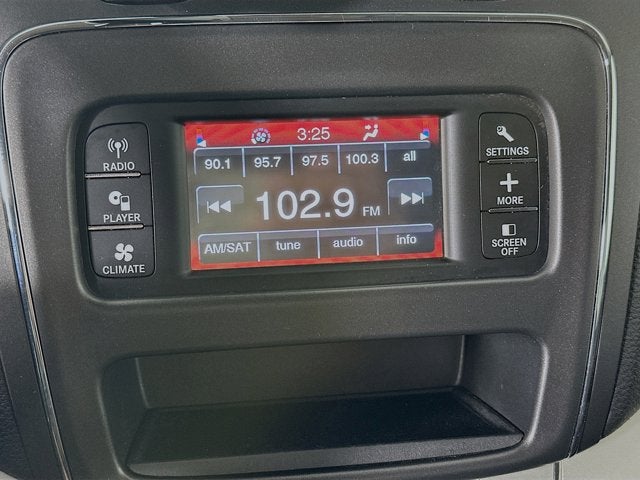 RADIO
PLAYER
CLIMATE
3:25
90.1 95.7 97.5 100.3 all
102.9 FM
AM/SAT tune audio info
SETTINGS
MORE
SCREEN
OFF